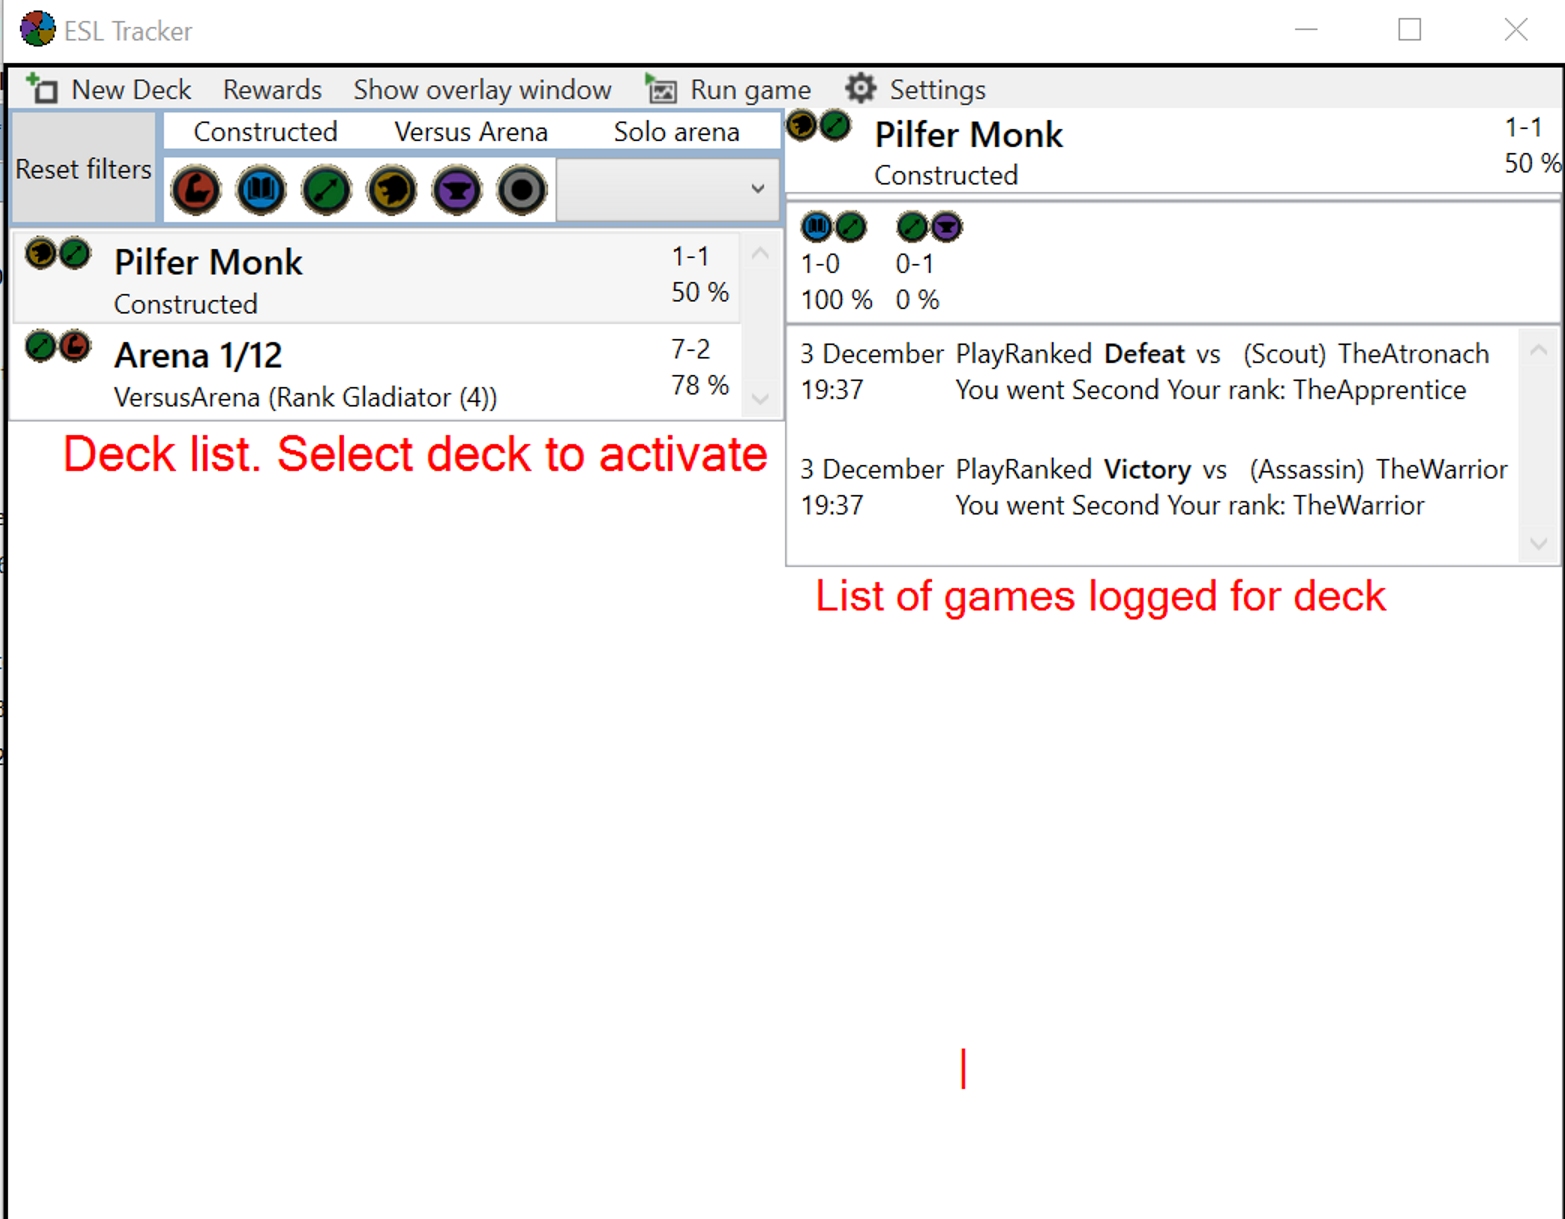 ESL Tracker
New Deck Rewards Show overlay window Run game Settings
Reset filters
Constructed Versus Arena Solo arena
Pilfer Monk 1-1
Constructed 50 %
Arena 1/12 7-2
VersusArena (Rank Gladiator (4)) 78 %
Deck list. Select deck to activate
Pilfer Monk 1-1
Constructed 50 %
1-0 0-1
100 % 0 %
3 December PlayRanked Defeat vs (Scout) TheAtronach
19:37 You went Second Your rank: TheApprentice
3 December PlayRanked Victory vs (Assassin) TheWarrior
19:37 You went Second Your rank: TheWarrior
List of games logged for deck